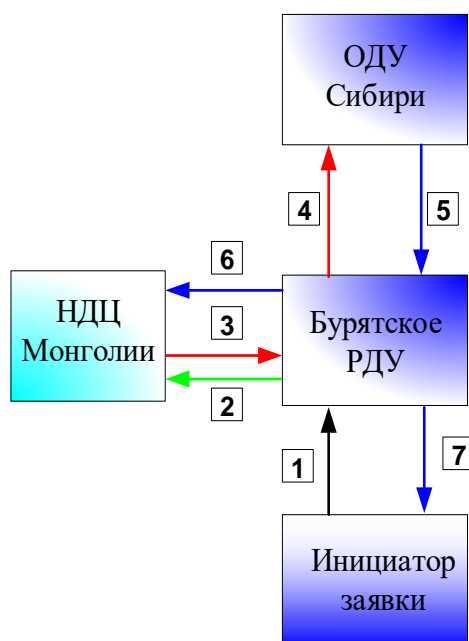 ОДУ
Сибири
4
5
6
НДЦ
Монголии
3
Бурятское
РДУ
2
1
7
Инициатор
заявки